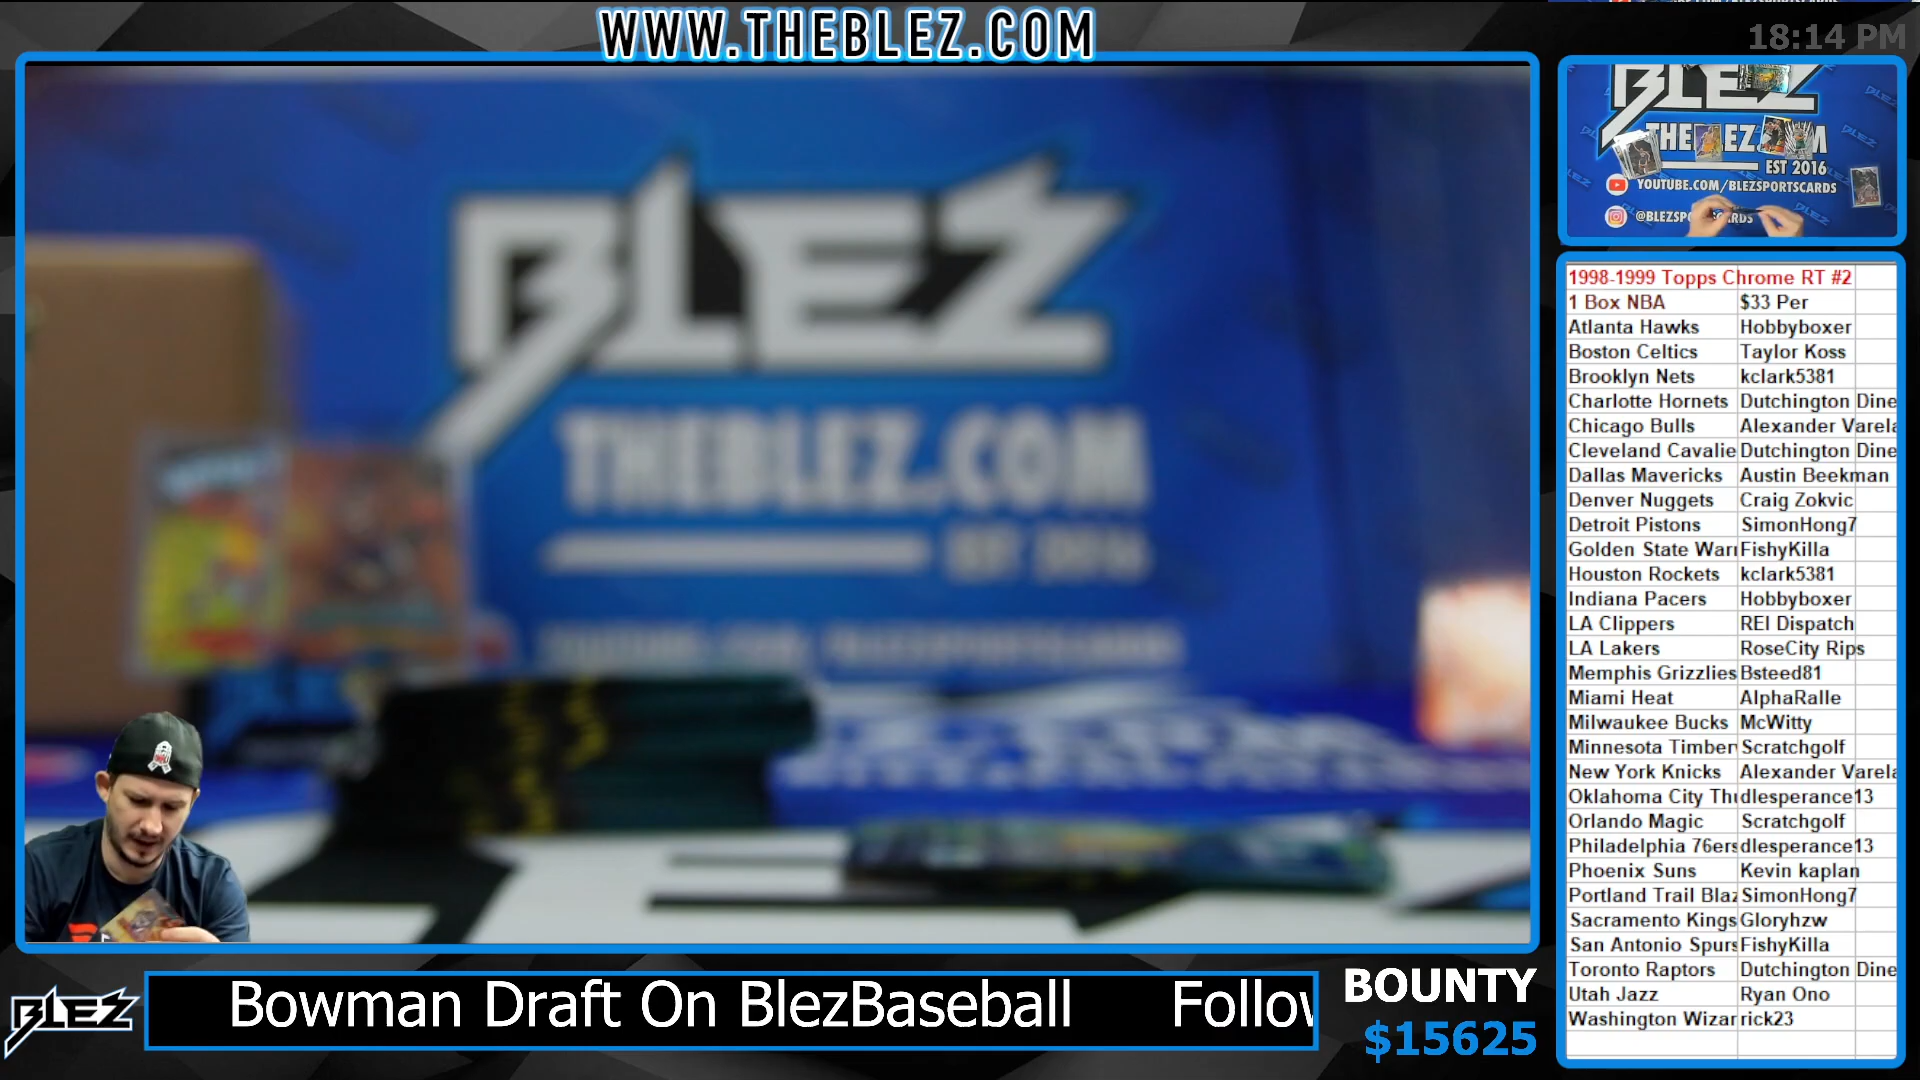 WWW.THEBLEZ.COM
18:14 PM
BLEZ
THEBLEZ.COM
EST 2016
BLEZ
EST 2016
YOUTUBE.COM/BLEZSPORTSCARDS
1998-1999 Topps Chrome RT #2
1 Box NBA $33 Per
Atlanta Hawks Hobbyboxer
Boston Celtics Taylor Koss
Brooklyn Nets kclark5381
Charlotte Hornets Dutchington Dine
Chicago Bulls Alexander Varela
Cleveland Cavalie Dutchington Dine
Dallas Mavericks Austin Beekman
Denver Nuggets Craig Zokvic
Detroit Pistons SimonHong7
Golden State Warr FishyKilla
Houston Rockets kclark5381
Indiana Pacers Hobbyboxer
LA Clippers REI Dispatch
LA Lakers RoseCity Rips
Memphis Grizzlies Bsteed81
Miami Heat AlphaRalle
Milwaukee Bucks McWitty
Minnesota Timber Scratchgolf
New York Knicks Alexander Varela
Oklahoma City Thu dlesperance13
Orlando Magic Scratchgolf
Philadelphia 76ers dlesperance13
Phoenix Suns Kevin kaplan
Portland Trail Blaz SimonHong7
Sacramento Kings Gloryhzw
San Antonio Spurs FishyKilla
Toronto Raptors Dutchington Dine
Utah Jazz Ryan Ono
Washington Wizar rick23
BLEZ
Bowman Draft On BlezBaseball Follow
BOUNTY
$15625